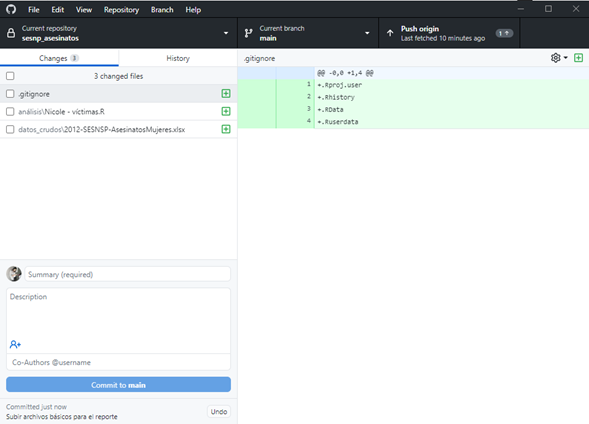 File Edit View Repository Branch Help
Current repository
sesnp_asesinatos
Current branch
main
Push origin
Last fetched 10 minutes ago
1
Changes 3
History
3 changed files
.gitignore
análisis\Nicole - víctimas.R
datos_crudos\2012-SESNSP-AsesinatosMujeres.xlsx
.gitignore
@@ -0,0 +1,4 @@
1 +.Rproj.user
2 +.Rhistory
3 +.RData
4 +.Ruserdata
Summary (required)
Description
Co-Authors @username
Commit to main
Committed just now
Subir archivos básicos para el reporte
Undo